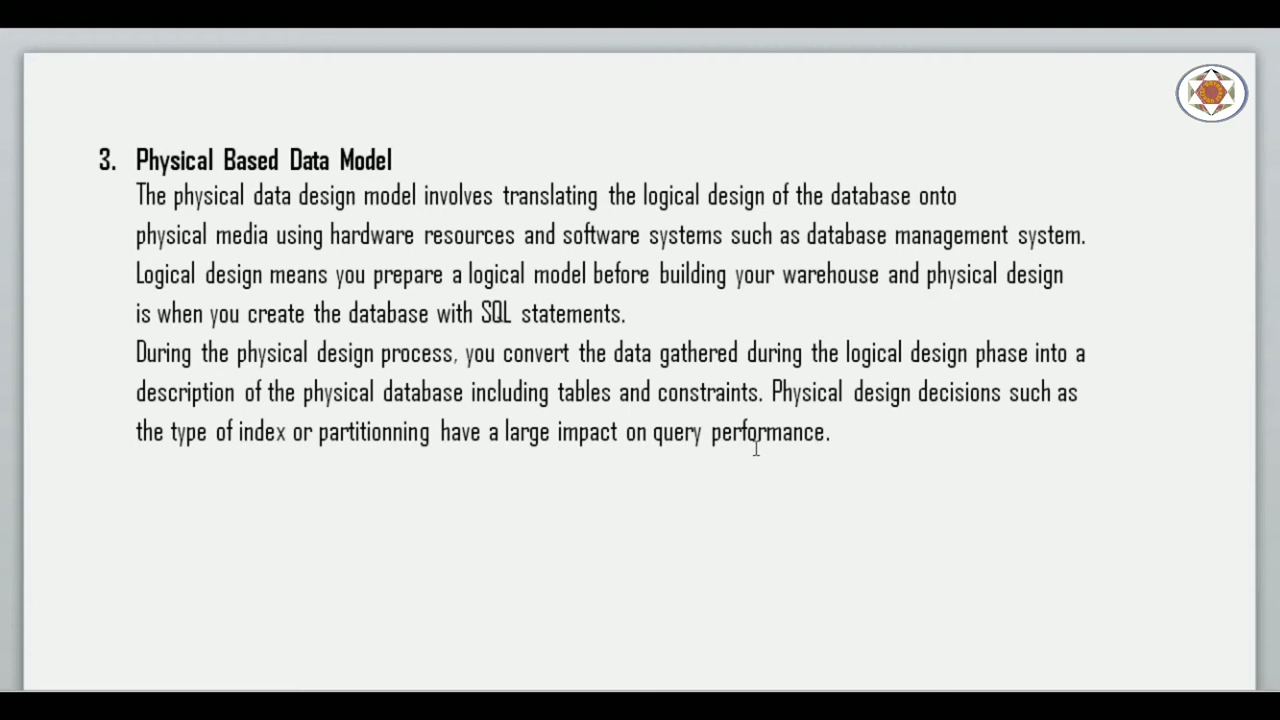 3. Physical Based Data Model
The physical data design model involves translating the logical design of the database onto
physical media using hardware resources and software systems such as database management system.
Logical design means you prepare a logical model before building your warehouse and physical design
is when you create the database with SQL statements.
During the physical design process, you convert the data gathered during the logical design phase into a
description of the physical database including tables and constraints. Physical design decisions such as
the type of index or partitionning have a large impact on query performance.